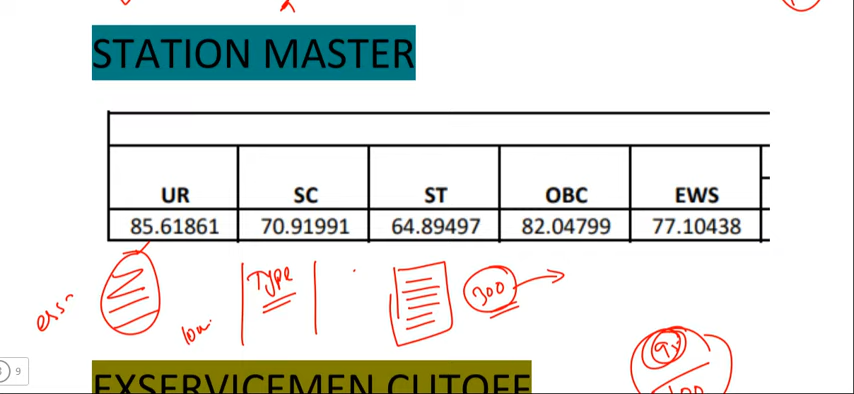 STATION MASTER
UR SC ST OBC EWS
85.61861 70.91991 64.89497 82.04799 77.10438
Type
300
9
EXSERVICEMEN CUTOFF